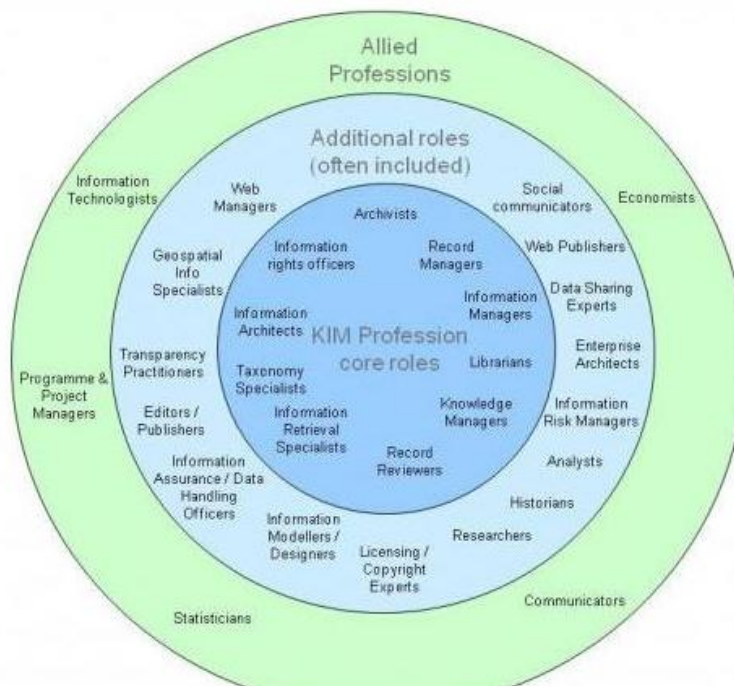 Allied
Professions
Additional roles
(often included)
KIM Profession
core roles
Archivists
Record
Managers
Information
Managers
Librarians
Knowledge
Managers
Record
Reviewers
Information
Retrieval
Specialists
Taxonomy
Specialists
Information
Architects
Information
rights officers
Web
Managers
Social
communicators
Web Publishers
Data Sharing
Experts
Enterprise
Architects
Information
Risk Managers
Analysts
Historians
Researchers
Licensing /
Copyright
Experts
Information
Modellers /
Designers
Information
Assurance / Data
Handling
Officers
Editors /
Publishers
Transparency
Practitioners
Geospatial
Info
Specialists
Information
Technologists
Economists
Communicators
Statisticians
Programme &
Project
Managers